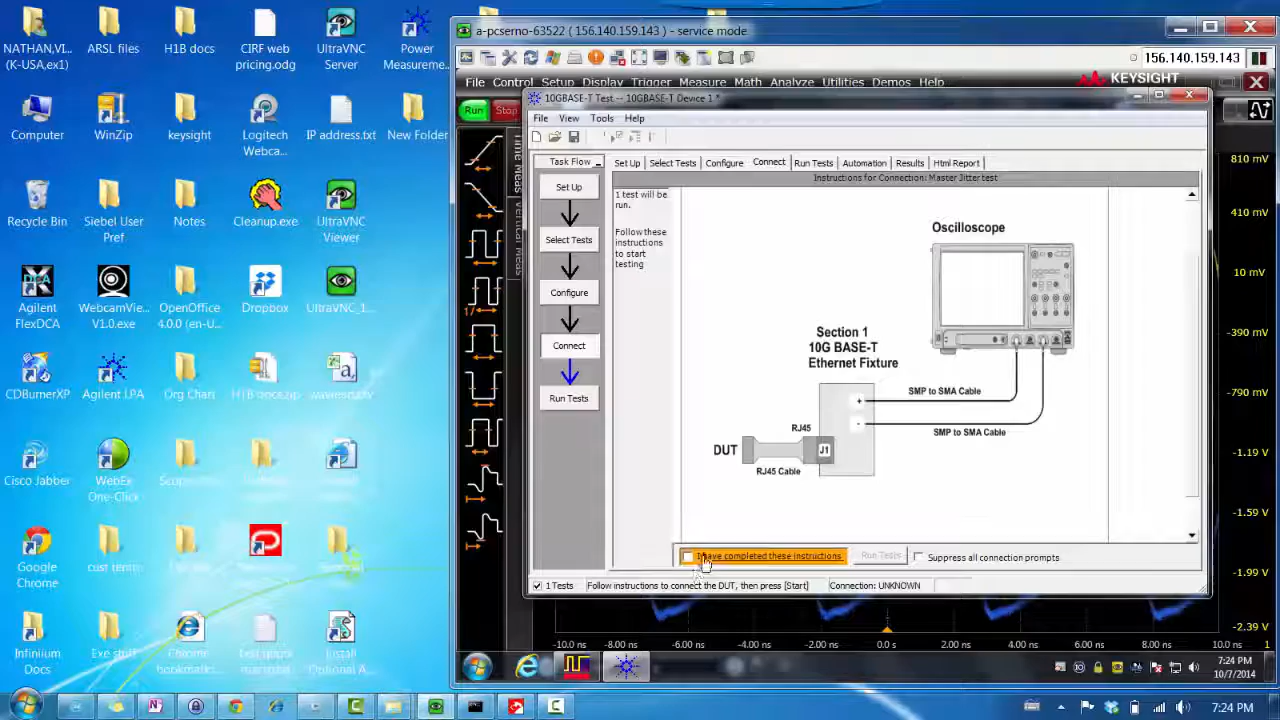 a-pcserno-63522 ( 156.140.159.143 ) - service mode
156.140.159.143
File Control Setup Display Trigger Measure Math Analyze Utilities Demos Help
KEYSIGHT
Run Stop
10GBASE-T Test -- 10GBASE-T Device 1 *
File View Tools Help
Task Flow
Set Up
Select Tests
Configure
Connect
Run Tests
Set Up Select Tests Configure Connect Run Tests Automation Results Html Report
Instructions for Connection: Master Jitter test
1 test will be
run.
Follow these
instructions
to start
testing
Oscilloscope
Section 1
10G BASE-T
Ethernet Fixture
SMP to SMA Cable
+
-
SMP to SMA Cable
RJ45
DUT
J1
RJ45 Cable
I have completed these instructions
Run Tests
Suppress all connection prompts
1 Tests
Follow instructions to connect the DUT, then press [Start]
Connection: UNKNOWN
810 mV
410 mV
10 mV
-390 mV
-790 mV
-1.19 V
-1.59 V
-1.99 V
-2.39 V
-10.0 ns -8.00 ns -6.00 ns -4.00 ns -2.00 ns 0.0 s 2.00 ns 4.00 ns 6.00 ns 8.00 ns 10.0 ns 1
7:24 PM
10/7/2014
NATHAN,VI...
(K-USA,ex1)
ARSL files
H1B docs
CIRF web
pricing.odg
UltraVNC
Server
Power
Measureme...
Computer
WinZip
keysight
Logitech
Webca...
IP address.txt
New Folder
Recycle Bin
Siebel User
Pref
Notes
Cleanup.exe
UltraVNC
Viewer
Agilent
FlexDCA
WebcamVie...
V1.0.exe
OpenOffice
4.0.0 (en-U...
Dropbox
UltraVNC_1...
CDBurnerXP
Agilent LPA
Org Chart
H1B docs.zip
Cisco Jabber
WebEx
One-Click
Google
Chrome
Infiniium
Docs
Exe stuff
Chrome
bookmarks...
Install
Optional A...
7:24 PM